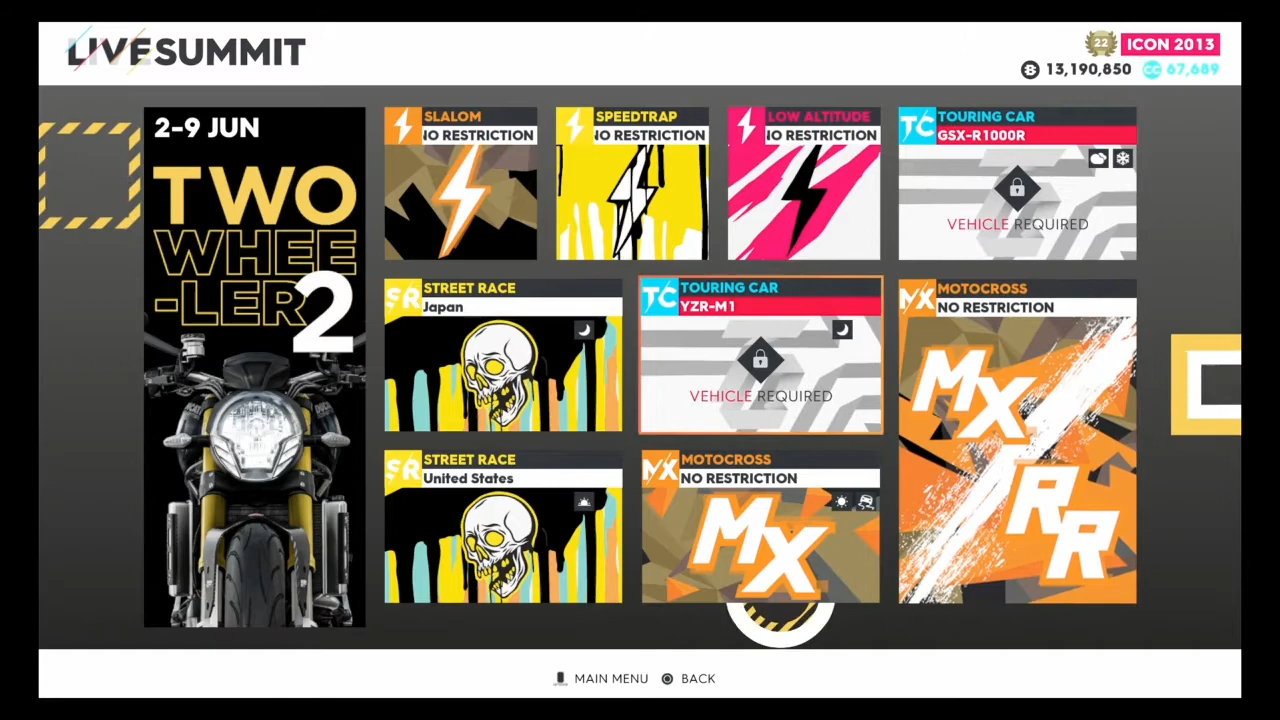 LIVESUMMIT
22
ICON 2013
13,190,850
CC
67,689
2-9 JUN
TWO
WHEE
-LER
2
SLALOM
NO RESTRICTION
SPEEDTRAP
NO RESTRICTION
LOW ALTITUDE
NO RESTRICTION
TC
TOURING CAR
GSX-R1000R
VEHICLE REQUIRED
SR
STREET RACE
Japan
TC
TOURING CAR
YZR-M1
VEHICLE REQUIRED
MX
MOTOCROSS
NO RESTRICTION
MX
RR
SR
STREET RACE
United States
MX
MOTOCROSS
NO RESTRICTION
MX
MAIN MENU
BACK